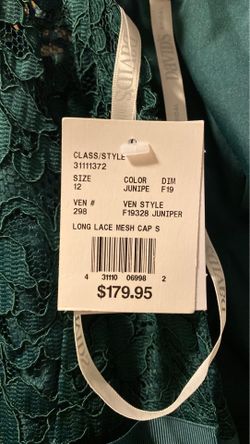 DAVID'S
CLASS/STYLE
31111372
SIZE COLOR DIM
12 JUNIPE F19
VEN # VEN STYLE
298 F19328 JUNIPER
LONG LACE MESH CAP S
4 31110 06998 2
$179.95